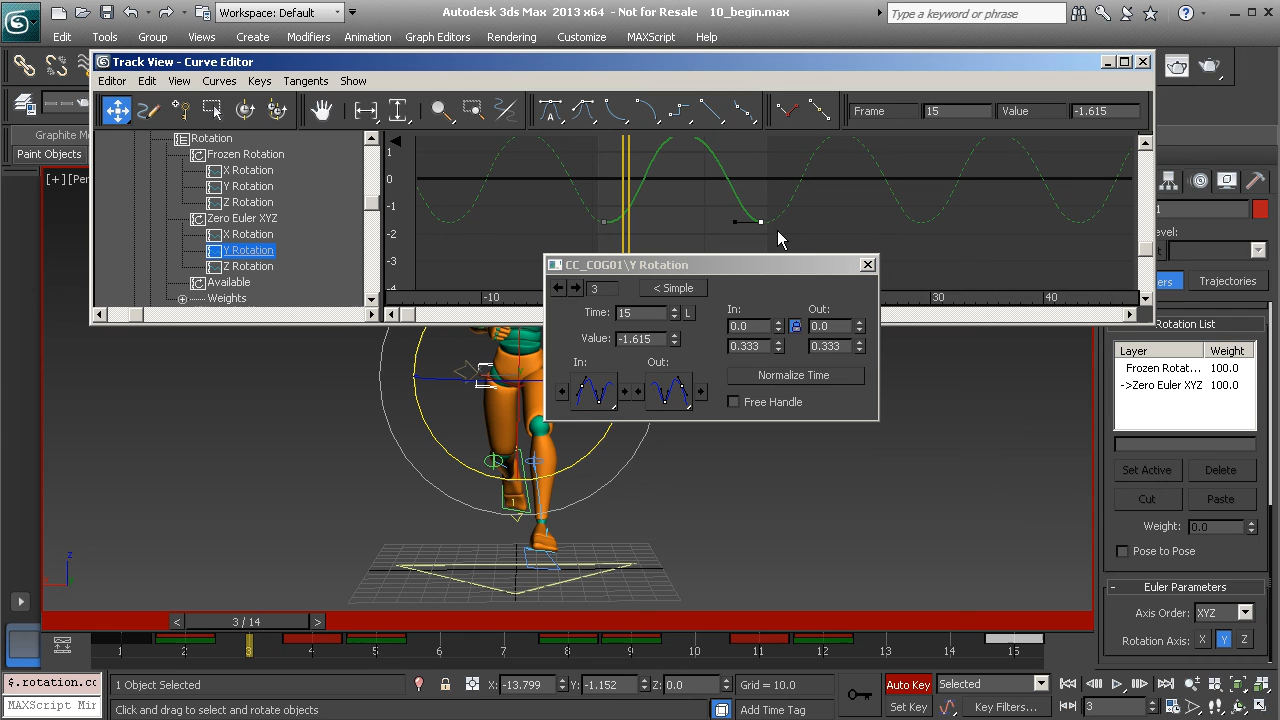 Workspace: Default
Autodesk 3ds Max 2013 x64 - Not for Resale 10_begin.max
Type a keyword or phrase
Edit Tools Group Views Create Modifiers Animation Graph Editors Rendering Customize MAXScript Help
Track View - Curve Editor
Editor Edit View Curves Keys Tangents Show
Frame 15 Value -1.615
Graphite Mo
Paint Objects
[+][Per
Rotation
Frozen Rotation
X Rotation
Y Rotation
Z Rotation
Zero Euler XYZ
X Rotation
Y Rotation
Z Rotation
Available
Weights
1
0
-1
-2
-3
-4
-10 30 40
CC_COG01\Y Rotation
3 < Simple
Time: 15 L
Value: -1.615
In: Out:
In: Out:
0.0 0.0
0.333 0.333
Normalize Time
Free Handle
1
evel:
ers Trajectories
Rotation List
Layer Weight
Frozen Rotat... 100.0
->Zero Euler XYZ 100.0
Set Active Delete
Cut Paste
Weight: 0.0
Pose to Pose
Euler Parameters
Axis Order: XYZ
Rotation Axis: X Y Z
z
< 3 / 14 >
1 2 3 4 5 6 7 8 9 10 11 12 13 14 15
$.rotation.cc
MAXScript Mir
1 Object Selected
X: -13.799 Y: -1.152 Z: 0.0 Grid = 10.0
Click and drag to select and rotate objects
Add Time Tag
Auto Key Selected
Set Key Key Filters...
3